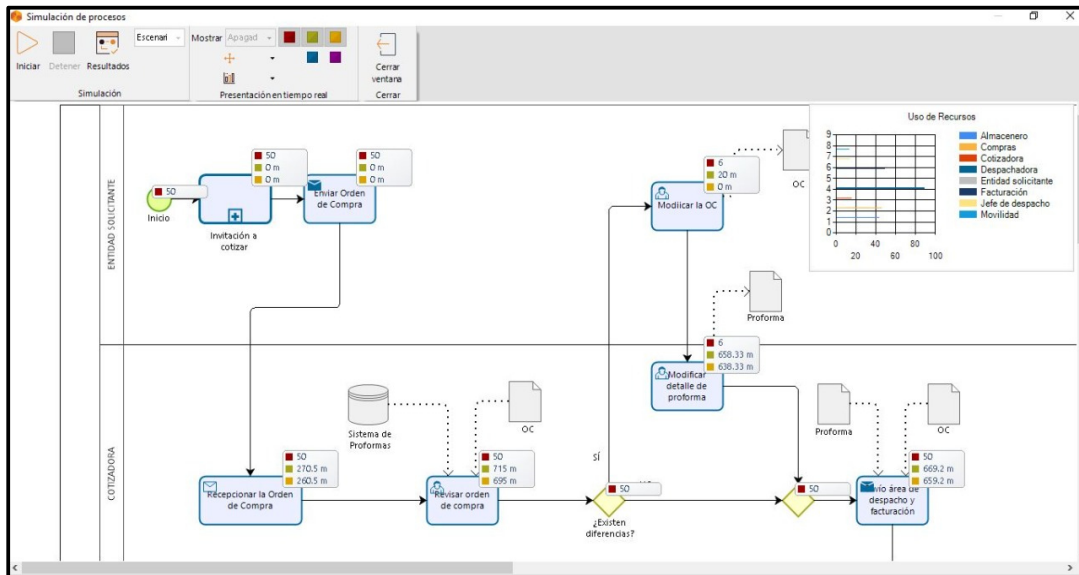 Simulación de procesos
Escenari
Mostrar
Apagad
Iniciar
Detener
Resultados
Cerrar
ventana
Simulación
Presentación en tiempo real
Cerrar
ENTIDAD SOLICITANTE
50
Inicio
50
0 m
0 m
Invitación a
cotizar
50
0 m
0 m
Enviar Orden
de Compra
6
20 m
0 m
Modiicar la OC
OC
Uso de Recursos
9
8
7
6
5
4
3
2
1
0
0
40
80
20
60
100
Almacenero
Compras
Cotizadora
Despachadora
Entidad solicitante
Facturación
Jefe de despacho
Movilidad
Proforma
COTIZADORA
6
658.33 m
638.33 m
Modificar
detalle de
proforma
Sistema de
Proformas
OC
Proforma
OC
50
270.5 m
260.5 m
Recepcionar la Orden
de Compra
50
715 m
695 m
Revisar orden
de compra
SÍ
50
¿Existen
diferencias?
50
50
669.2 m
659.2 m
área de
despacho y
facturación